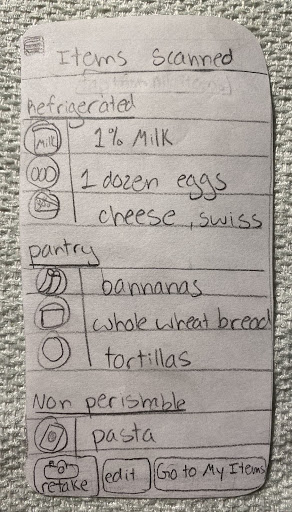 Items Scanned
Refrigerated
Milk
1% Milk
1 dozen eggs
cheese, swiss
pantry
bannanas
whole wheat bread
tortillas
Non perishable
pasta
retake
edit
Go to My Items